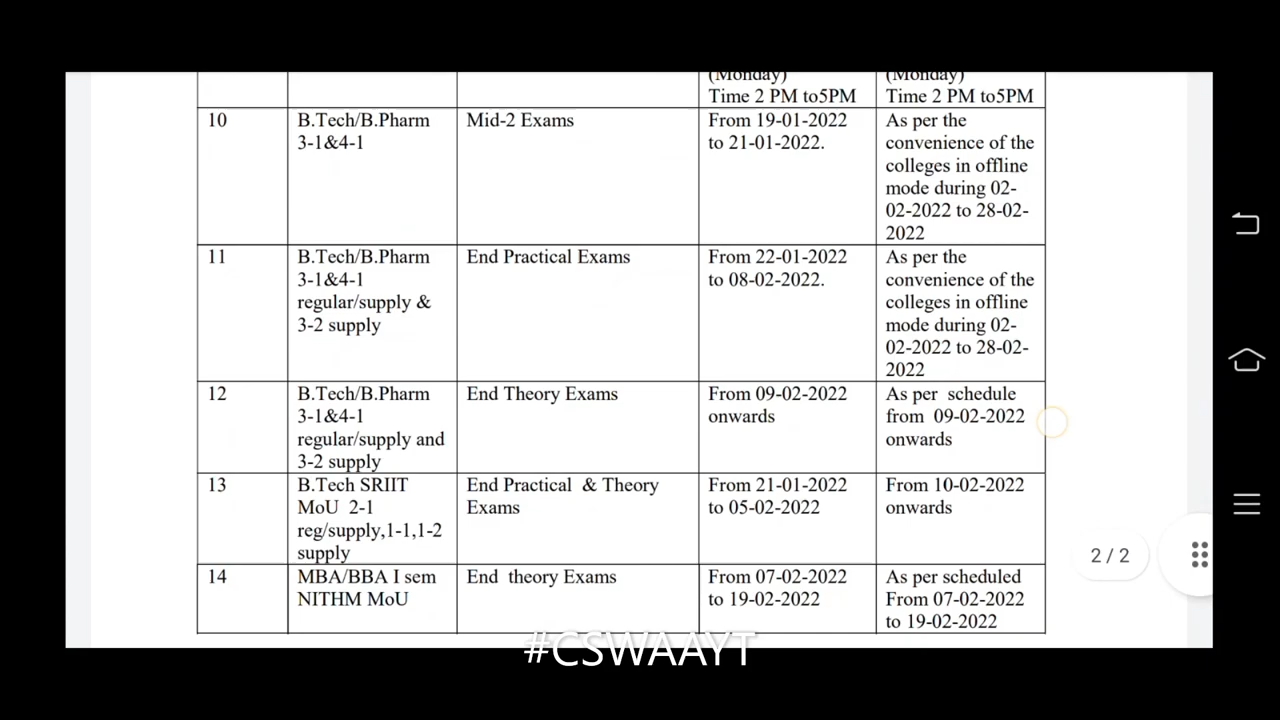 (Monday) (Monday)
Time 2 PM to5PM Time 2 PM to5PM
10 B.Tech/B.Pharm Mid-2 Exams From 19-01-2022 As per the
3-1&4-1 to 21-01-2022. convenience of the
colleges in offline
mode during 02-
02-2022 to 28-02-
2022
11 B.Tech/B.Pharm End Practical Exams From 22-01-2022 As per the
3-1&4-1 to 08-02-2022. convenience of the
regular/supply & colleges in offline
3-2 supply mode during 02-
02-2022 to 28-02-
2022
12 B.Tech/B.Pharm End Theory Exams From 09-02-2022 As per schedule
3-1&4-1 onwards from 09-02-2022
regular/supply and onwards
3-2 supply
13 B.Tech SRIIT End Practical & Theory From 21-01-2022 From 10-02-2022
MoU 2-1 Exams to 05-02-2022 onwards
reg/supply,1-1,1-2
supply
2 / 2
14 MBA/BBA I sem End theory Exams From 07-02-2022 As per scheduled
NITHM MoU to 19-02-2022 From 07-02-2022
to 19-02-2022
#CSWAAYT